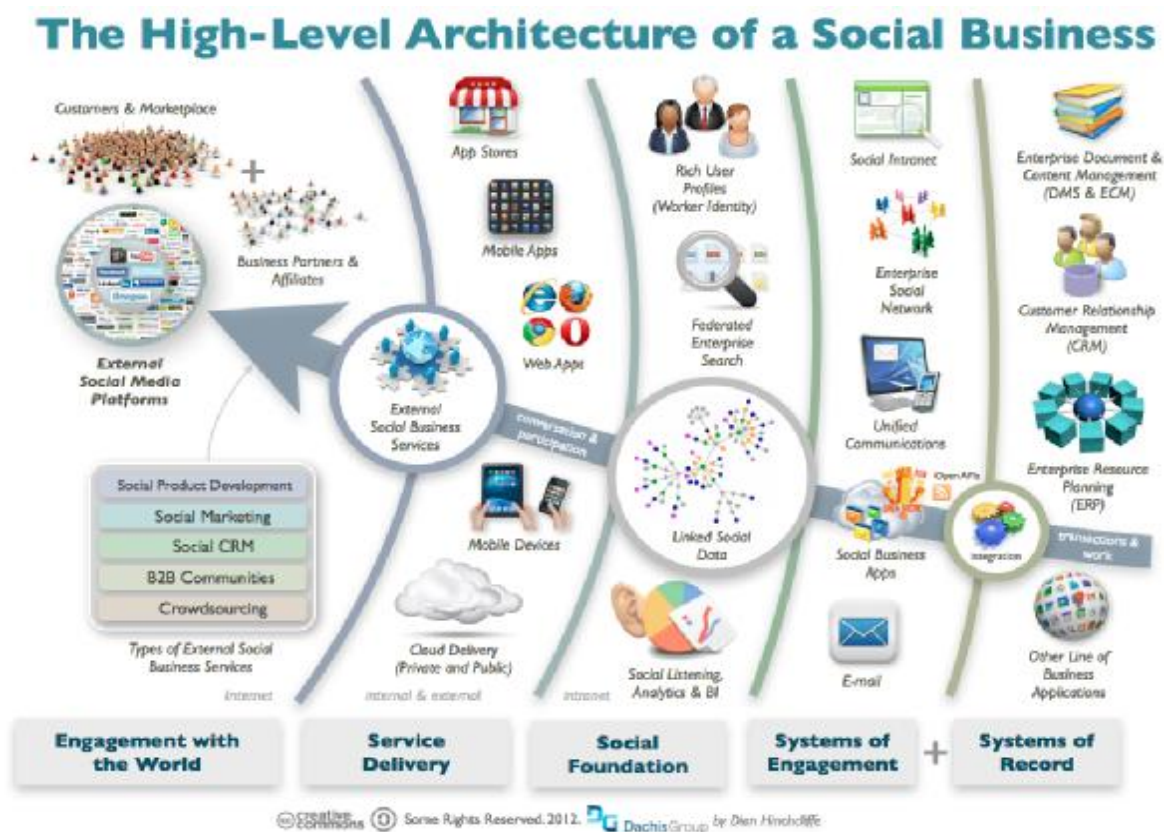 The High-Level Architecture of a Social Business
Customers & Marketplace
+
Business Partners &
Affiliates
External
Social Media
Platforms
Social Product Development
Social Marketing
Social CRM
B2B Communities
Crowdsourcing
Types of External Social
Business Services
Internet
App Stores
Mobile Apps
Web Apps
External
Social Business
Services
conversation &
participation
Mobile Devices
Cloud Delivery
(Private and Public)
internal & external
Rich User
Profiles
(Worker Identity)
Federated
Enterprise
Search
Linked Social
Data
Social Listening,
Analytics & BI
intranet
Social Intranet
Enterprise
Social
Network
Unified
Communications
Open APIs
Social Business
Apps
E-mail
Integration
Enterprise Document &
Content Management
(DMS & ECM)
Customer Relationship
Management
(CRM)
Enterprise Resource
Planning
(ERP)
transactions &
work
Other Line of
Business
Applications
Engagement with
the World
Service
Delivery
Social
Foundation
Systems of
Engagement
+
Systems of
Record
creative commons Some Rights Reserved. 2012. DachisGroup by Dion Hinchcliffe